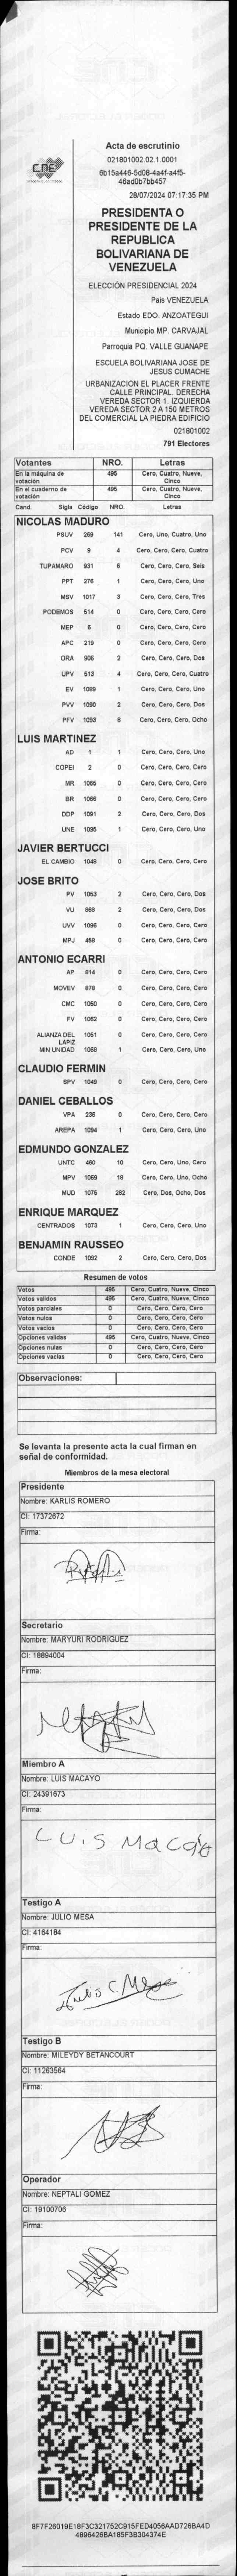 CNE
Acta de escrutinio
021801002.02.1.0001
6b15a446-5d08-4a4f-a4f5-
46ad0b7bb457
28/07/2024 07:17:35 PM
PRESIDENTA O
PRESIDENTE DE LA
REPUBLICA
BOLIVARIANA DE
VENEZUELA
ELECCIÓN PRESIDENCIAL 2024
Pais VENEZUELA
Estado EDO. ANZOATEGUI
Municipio MP. CARVAJAL
Parroquia PQ. VALLE GUANAPE
ESCUELA BOLIVARIANA JOSE DE
JESUS CUMACHE
URBANIZACION EL PLACER FRENTE
CALLE PRINCIPAL. DERECHA
VEREDA SECTOR 1. IZQUIERDA
VEREDA SECTOR 2 A 150 METROS
DEL COMERCIAL LA PIEDRA EDIFICIO
021801002
791 Electores
Votantes NRO. Letras
En la máquina de votación 495 Cero, Cuatro, Nueve, Cinco
En el cuaderno de votación 495 Cero, Cuatro, Nueve, Cinco
Cand. Sigla Código NRO. Letras
NICOLAS MADURO
PSUV 269 141 Cero, Uno, Cuatro, Uno
PCV 9 4 Cero, Cero, Cero, Cuatro
TUPAMARO 931 6 Cero, Cero, Cero, Seis
PPT 276 1 Cero, Cero, Cero, Uno
MSV 1017 3 Cero, Cero, Cero, Tres
PODEMOS 514 0 Cero, Cero, Cero, Cero
MEP 6 0 Cero, Cero, Cero, Cero
APC 219 0 Cero, Cero, Cero, Cero
ORA 906 2 Cero, Cero, Cero, Dos
UPV 513 4 Cero, Cero, Cero, Cuatro
EV 1089 1 Cero, Cero, Cero, Uno
PVV 1090 2 Cero, Cero, Cero, Dos
PFV 1093 8 Cero, Cero, Cero, Ocho
LUIS MARTINEZ
AD 1 1 Cero, Cero, Cero, Uno
COPEI 2 0 Cero, Cero, Cero, Cero
MR 1065 0 Cero, Cero, Cero, Cero
BR 1066 0 Cero, Cero, Cero, Cero
DDP 1091 2 Cero, Cero, Cero, Dos
UNE 1095 1 Cero, Cero, Cero, Uno
JAVIER BERTUCCI
EL CAMBIO 1048 0 Cero, Cero, Cero, Cero
JOSE BRITO
PV 1053 2 Cero, Cero, Cero, Dos
VU 868 2 Cero, Cero, Cero, Dos
UVV 1096 0 Cero, Cero, Cero, Cero
MPJ 458 0 Cero, Cero, Cero, Cero
ANTONIO ECARRI
AP 914 0 Cero, Cero, Cero, Cero
MOVEV 878 0 Cero, Cero, Cero, Cero
CMC 1050 0 Cero, Cero, Cero, Cero
FV 1062 0 Cero, Cero, Cero, Cero
ALIANZA DEL LAPIZ 1051 0 Cero, Cero, Cero, Cero
MIN UNIDAD 1068 1 Cero, Cero, Cero, Uno
CLAUDIO FERMIN
SPV 1049 0 Cero, Cero, Cero, Cero
DANIEL CEBALLOS
VPA 236 0 Cero, Cero, Cero, Cero
AREPA 1094 1 Cero, Cero, Cero, Uno
EDMUNDO GONZALEZ
UNTC 460 10 Cero, Cero, Uno, Cero
MPV 1069 18 Cero, Cero, Uno, Ocho
MUD 1075 282 Cero, Dos, Ocho, Dos
ENRIQUE MARQUEZ
CENTRADOS 1073 1 Cero, Cero, Cero, Uno
BENJAMIN RAUSSEO
CONDE 1092 2 Cero, Cero, Cero, Dos
Resumen de votos
Votos 495 Cero, Cuatro, Nueve, Cinco
Votos validos 495 Cero, Cuatro, Nueve, Cinco
Votos parciales 0 Cero, Cero, Cero, Cero
Votos nulos 0 Cero, Cero, Cero, Cero
Votos vacios 0 Cero, Cero, Cero, Cero
Opciones validas 495 Cero, Cuatro, Nueve, Cinco
Opciones nulas 0 Cero, Cero, Cero, Cero
Opciones vacias 0 Cero, Cero, Cero, Cero
Observaciones:
Se levanta la presente acta la cual firman en
señal de conformidad.
Miembros de la mesa electoral
Presidente
Nombre: KARLIS ROMERO
CI: 17372672
Firma:
Secretario
Nombre: MARYURI RODRIGUEZ
CI: 18894004
Firma:
Miembro A
Nombre: LUIS MACAYO
CI: 24391673
Firma:
LUIS Macayo
Testigo A
Nombre: JULIO MESA
CI: 4164184
Firma:
Julio C. Mesa
Testigo B
Nombre: MILEYDY BETANCOURT
CI: 11263564
Firma:
Operador
Nombre: NEPTALI GOMEZ
CI: 19100706
Firma:
8F7F26019E18F3C321752C915FED4056AAD726BA4D
4896426BA185F3B304374E